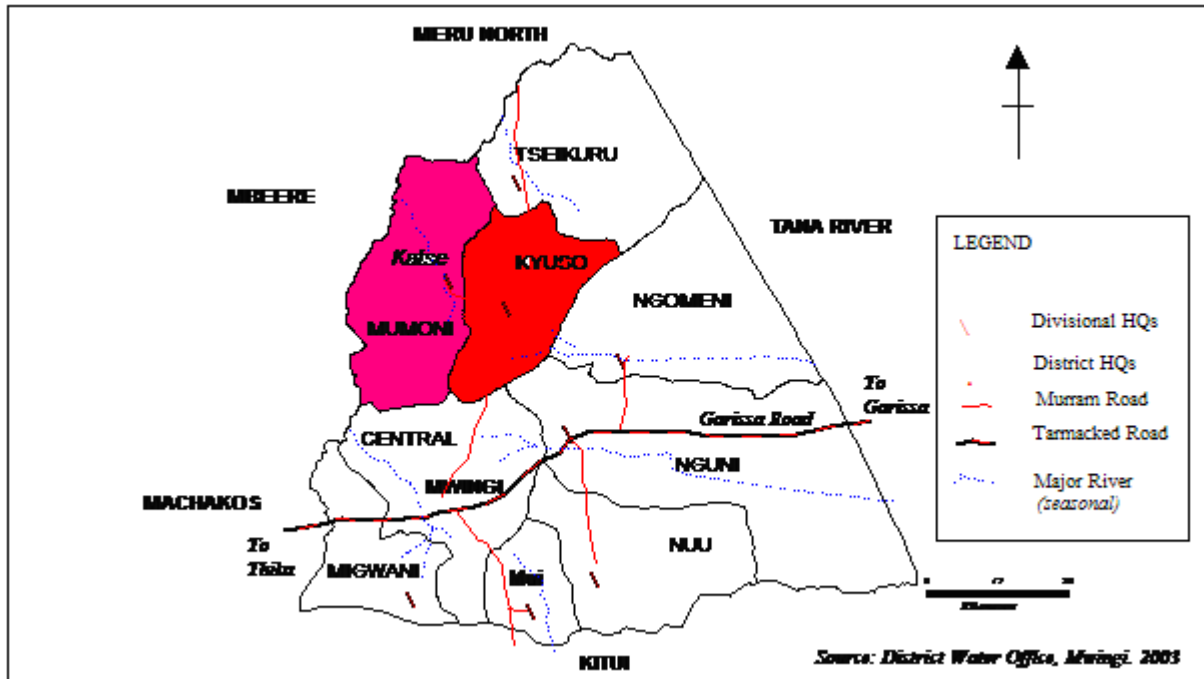 MERU NORTH
TSEIKURU
MBEERE
TANA RIVER
LEGEND
Katse
KYUSO
NGOMENI
Divisional HQs
MUMONI
District HQs
To
Garissa
Murram Road
Garissa Road
Tarmacked Road
CENTRAL
NGUNI
MWINGI
Major River
(seasonal)
MACHAKOS
To
Thika
NUU
MIGWANI
Mui
KITUI
Source: District Water Office, Mwingi. 2003